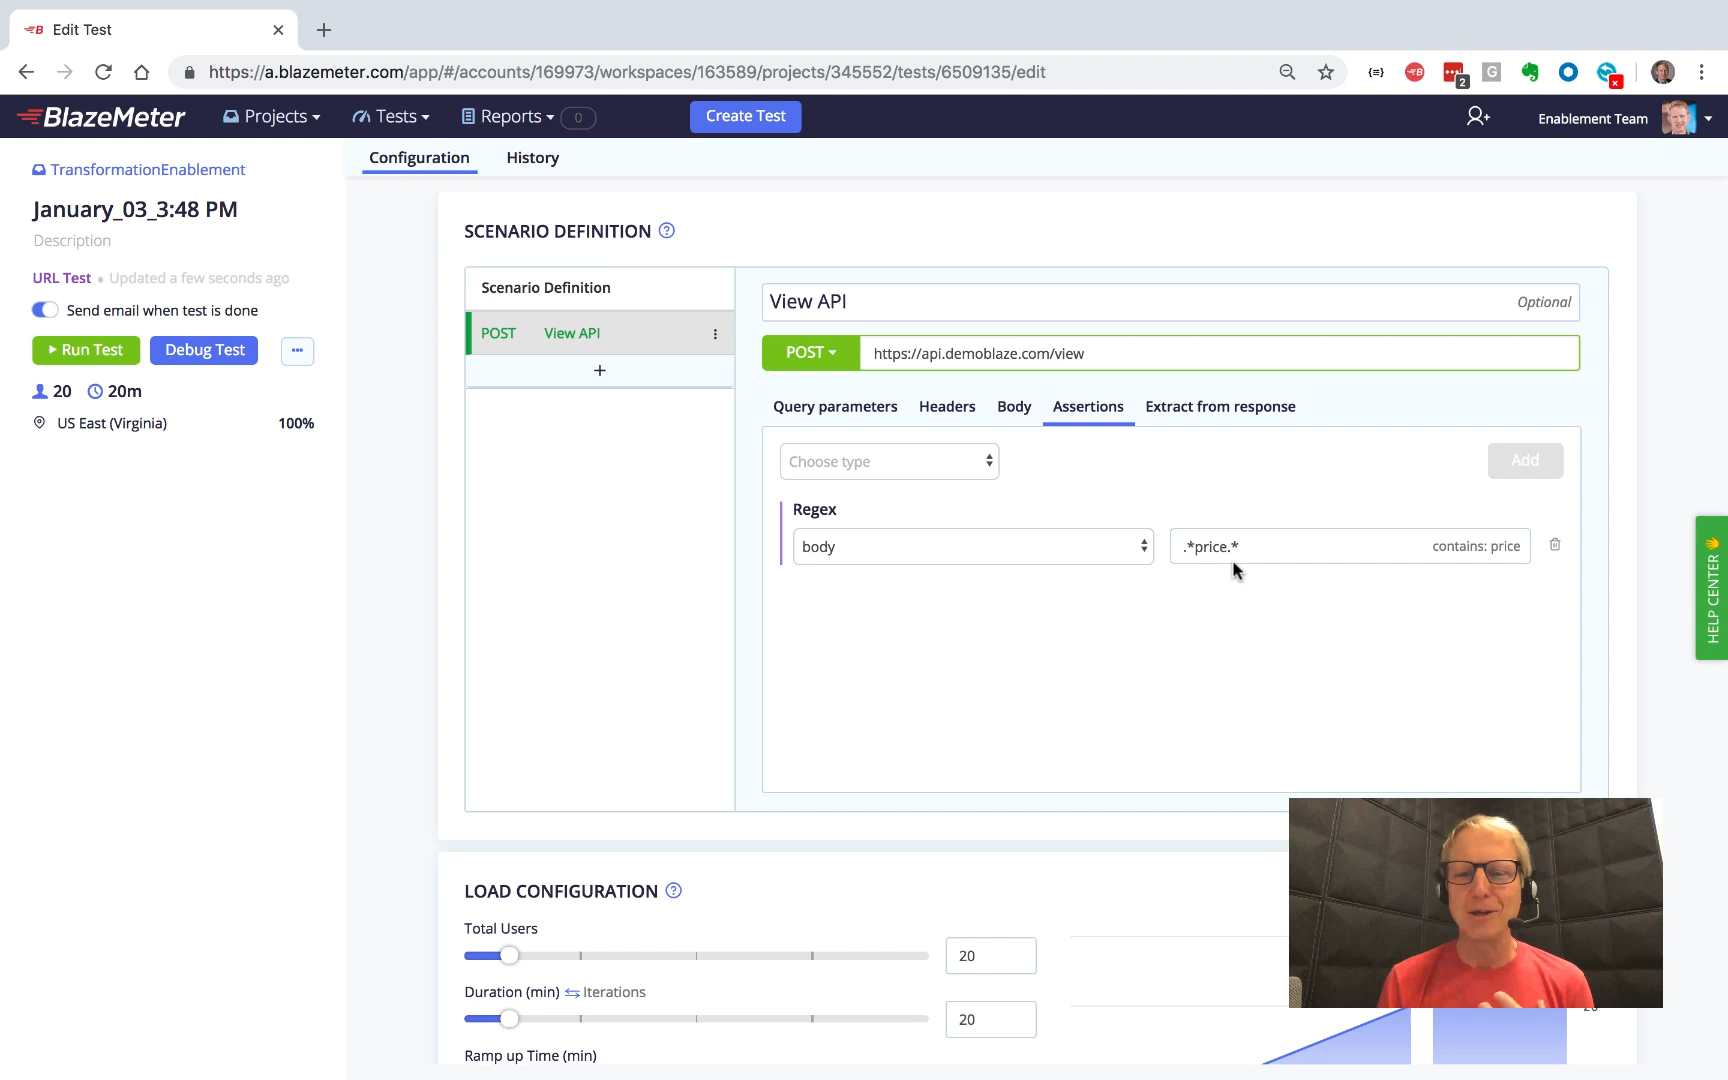 Edit Test
https://a.blazemeter.com/app/#/accounts/169973/workspaces/163589/projects/345552/tests/6509135/edit
2
G
BlazeMeter
Projects
Tests
Reports
0
Create Test
Enablement Team
TransformationEnablement
January_03_3:48 PM
Description
URL Test
Updated a few seconds ago
Send email when test is done
Run Test
Debug Test
20
20m
US East (Virginia)
100%
Configuration
History
SCENARIO DEFINITION
Scenario Definition
POST
View API
View API
Optional
POST
https://api.demoblaze.com/view
Query parameters
Headers
Body
Assertions
Extract from response
Choose type
Add
Regex
body
.*price.*
contains: price
HELP CENTER
LOAD CONFIGURATION
Total Users
20
Duration (min)
Iterations
20
Ramp up Time (min)